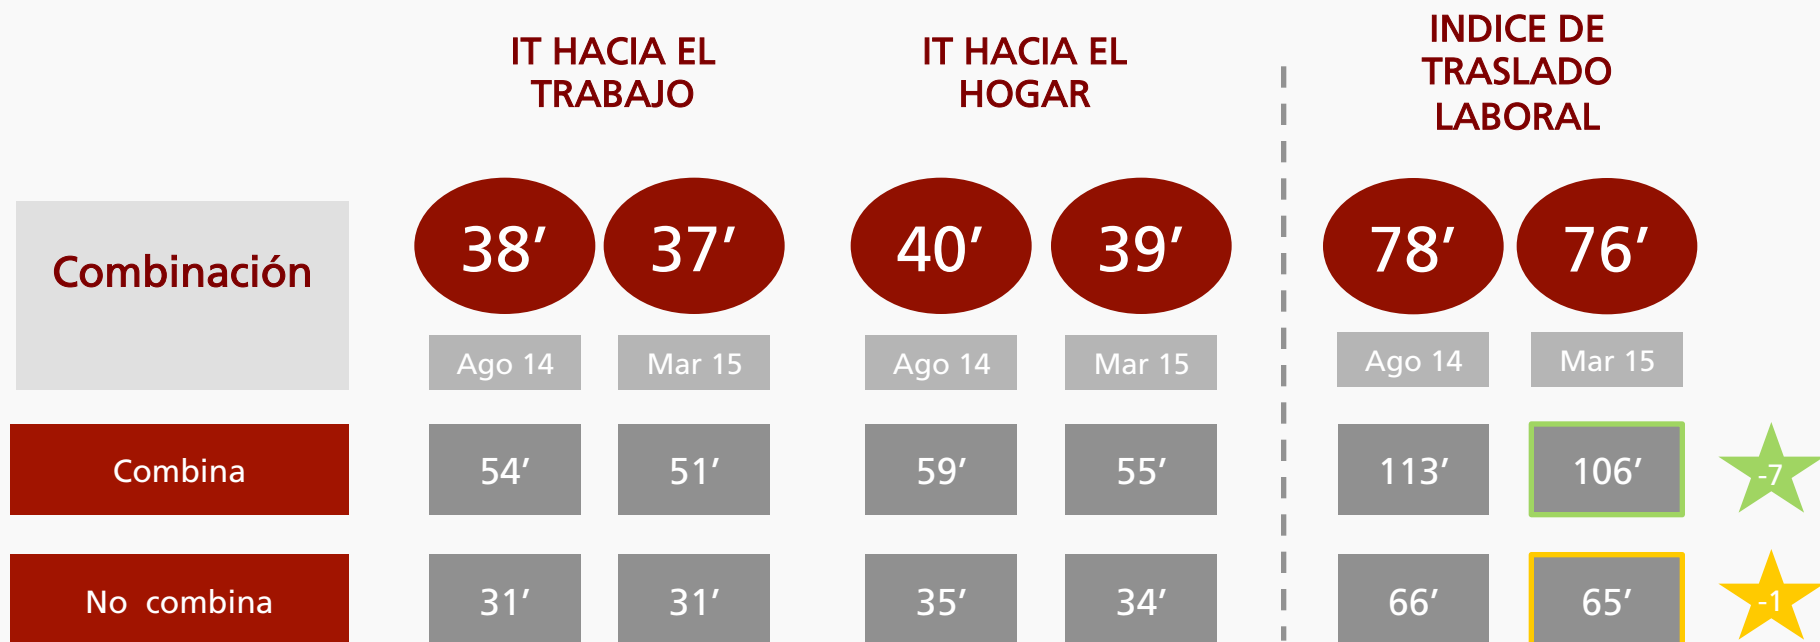 IT HACIA EL
TRABAJO
IT HACIA EL
HOGAR
INDICE DE
TRASLADO
LABORAL
Combinación
38’ 37’ 40’ 39’ 78’ 76’
Ago 14 Mar 15 Ago 14 Mar 15 Ago 14 Mar 15
Combina 54’ 51’ 59’ 55’ 113’ 106’ -7
No combina 31’ 31’ 35’ 34’ 66’ 65’ -1